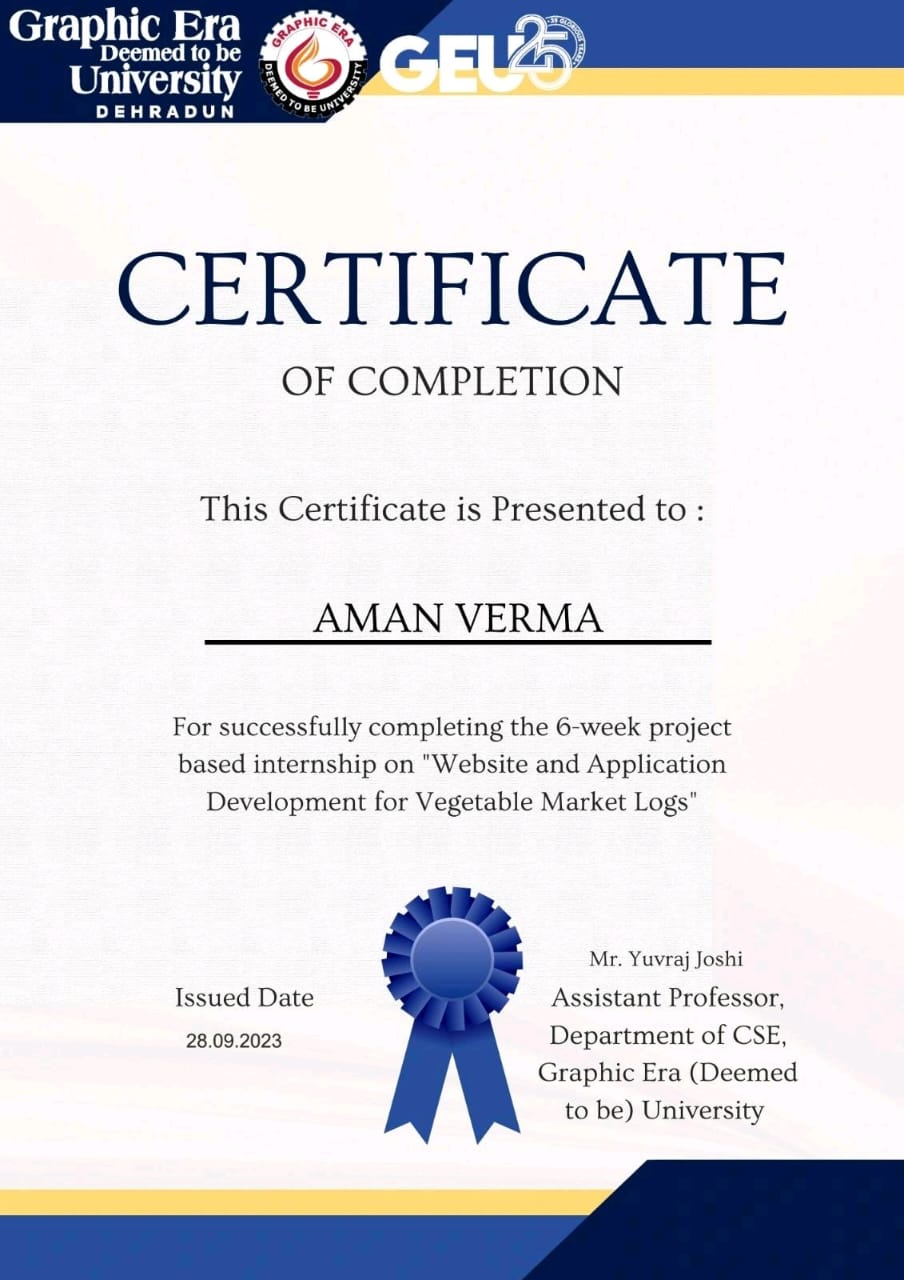 Graphic Era
Deemed to be
University
DEHRADUN
GRAPHIC ERA
DEEMED TO BE UNIVERSITY
GEU 25
CERTIFICATE
OF COMPLETION
This Certificate is Presented to :
AMAN VERMA
For successfully completing the 6-week project
based internship on "Website and Application
Development for Vegetable Market Logs"
Issued Date
28.09.2023
Mr. Yuvraj Joshi
Assistant Professor,
Department of CSE,
Graphic Era (Deemed
to be) University